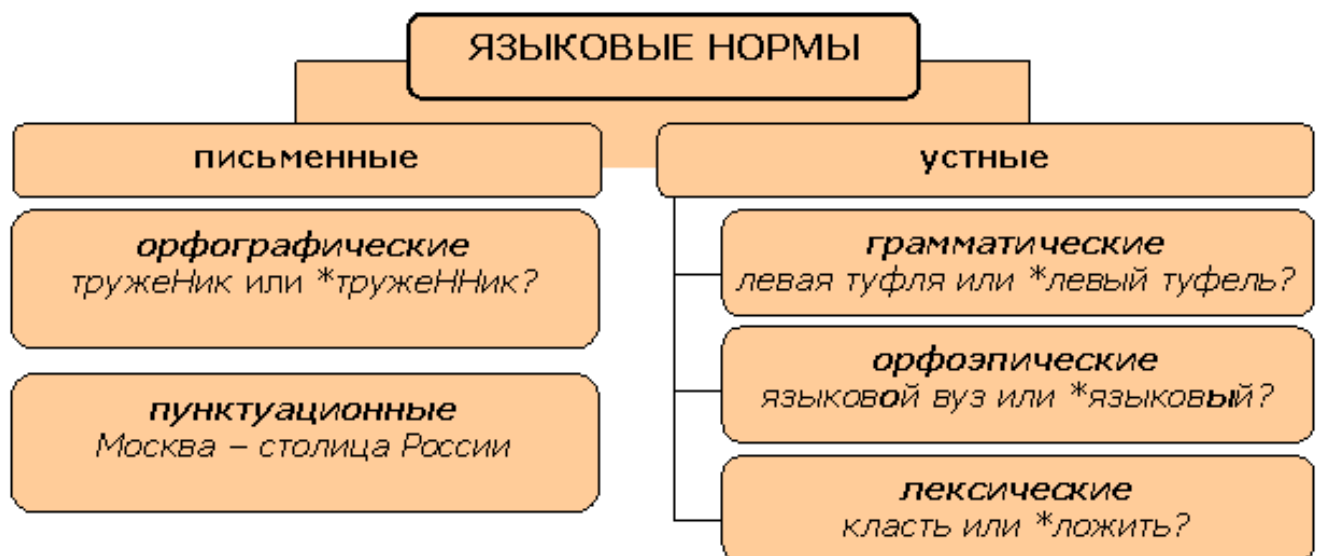 ЯЗЫКОВЫЕ НОРМЫ
письменные
орфографические
тружеНик или *тружеННик?
пунктуационные
Москва – столица России
устные
грамматические
левая туфля или *левый туфель?
орфоэпические
языковой вуз или *языковый?
лексические
класть или *ложить?